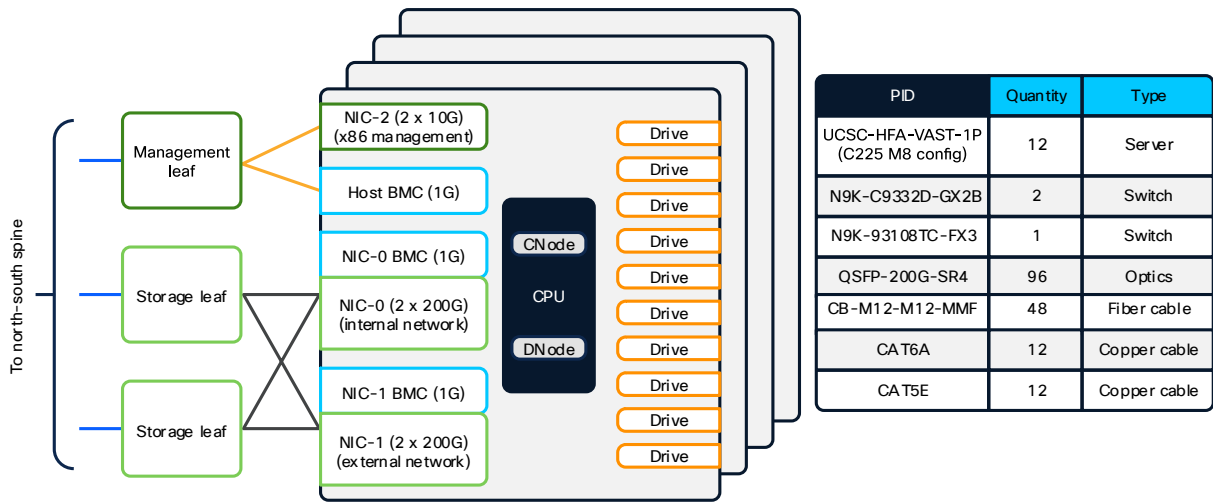 To north-south spine
Management
leaf
Storage leaf
Storage leaf
NIC-2 (2 x 10G)
(x86 management)
Host BMC (1G)
NIC-0 BMC (1G)
NIC-0 (2 x 200G)
(internal network)
NIC-1 BMC (1G)
NIC-1 (2 x 200G)
(external network)
CNode
CPU
DNode
Drive
Drive
Drive
Drive
Drive
Drive
Drive
Drive
Drive
Drive
PID Quantity Type
UCSC-HFA-VAST-1P
(C225 M8 config) 12 Server
N9K-C9332D-GX2B 2 Switch
N9K-93108TC-FX3 1 Switch
QSFP-200G-SR4 96 Optics
CB-M12-M12-MMF 48 Fiber cable
CAT6A 12 Copper cable
CAT5E 12 Copper cable